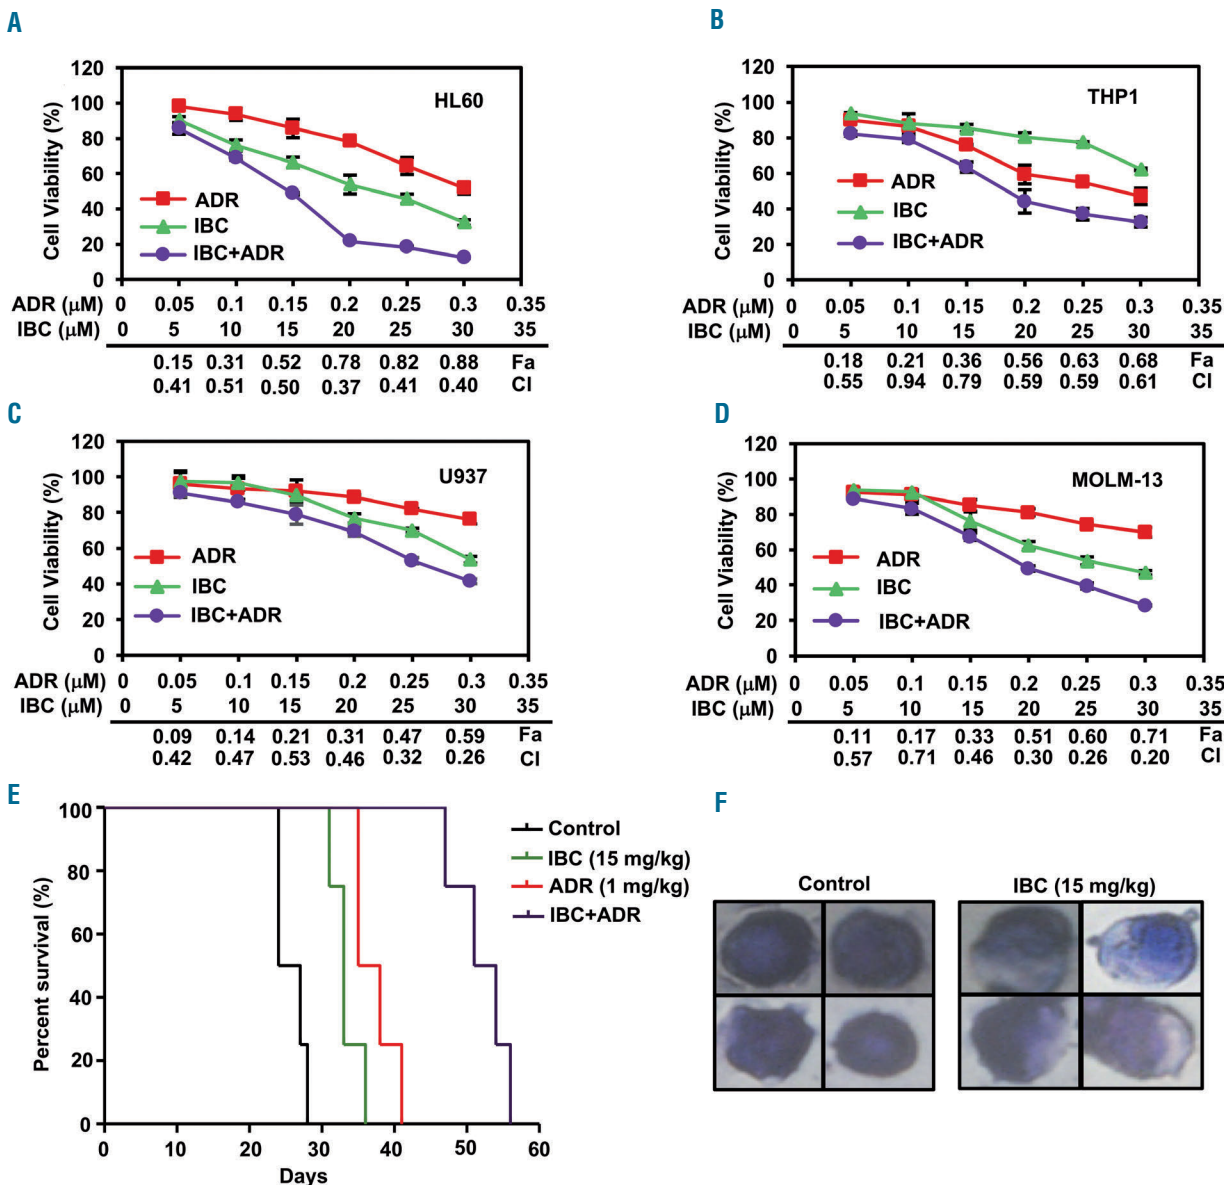 A
120
100
80
60
40
20
0
Cell Viability (%)
HL60
ADR
IBC
IBC+ADR
ADR (µM) 0 0.05 0.1 0.15 0.2 0.25 0.3 0.35
IBC (µM) 0 5 10 15 20 25 30 35
0.15 0.31 0.52 0.78 0.82 0.88 Fa
0.41 0.51 0.50 0.37 0.41 0.40 CI
B
120
100
80
60
40
20
0
Cell Viability (%)
THP1
ADR
IBC
IBC+ADR
ADR (µM) 0 0.05 0.1 0.15 0.2 0.25 0.3 0.35
IBC (µM) 0 5 10 15 20 25 30 35
0.18 0.21 0.36 0.56 0.63 0.68 Fa
0.55 0.94 0.79 0.59 0.59 0.61 CI
C
120
100
80
60
40
20
0
Cell Viability (%)
U937
ADR
IBC
IBC+ADR
ADR (µM) 0 0.05 0.1 0.15 0.2 0.25 0.3 0.35
IBC (µM) 0 5 10 15 20 25 30 35
0.09 0.14 0.21 0.31 0.47 0.59 Fa
0.42 0.47 0.53 0.46 0.32 0.26 CI
D
120
100
80
60
40
20
0
Cell Viability (%)
MOLM-13
ADR
IBC
IBC+ADR
ADR (µM) 0 0.05 0.1 0.15 0.2 0.25 0.3 0.35
IBC (µM) 0 5 10 15 20 25 30 35
0.11 0.17 0.33 0.51 0.60 0.71 Fa
0.57 0.71 0.46 0.30 0.26 0.20 CI
E
100
80
60
40
20
0
Percent survival (%)
Control
IBC (15 mg/kg)
ADR (1 mg/kg)
IBC+ADR
0 10 20 30 40 50 60
Days
F
Control IBC (15 mg/kg)